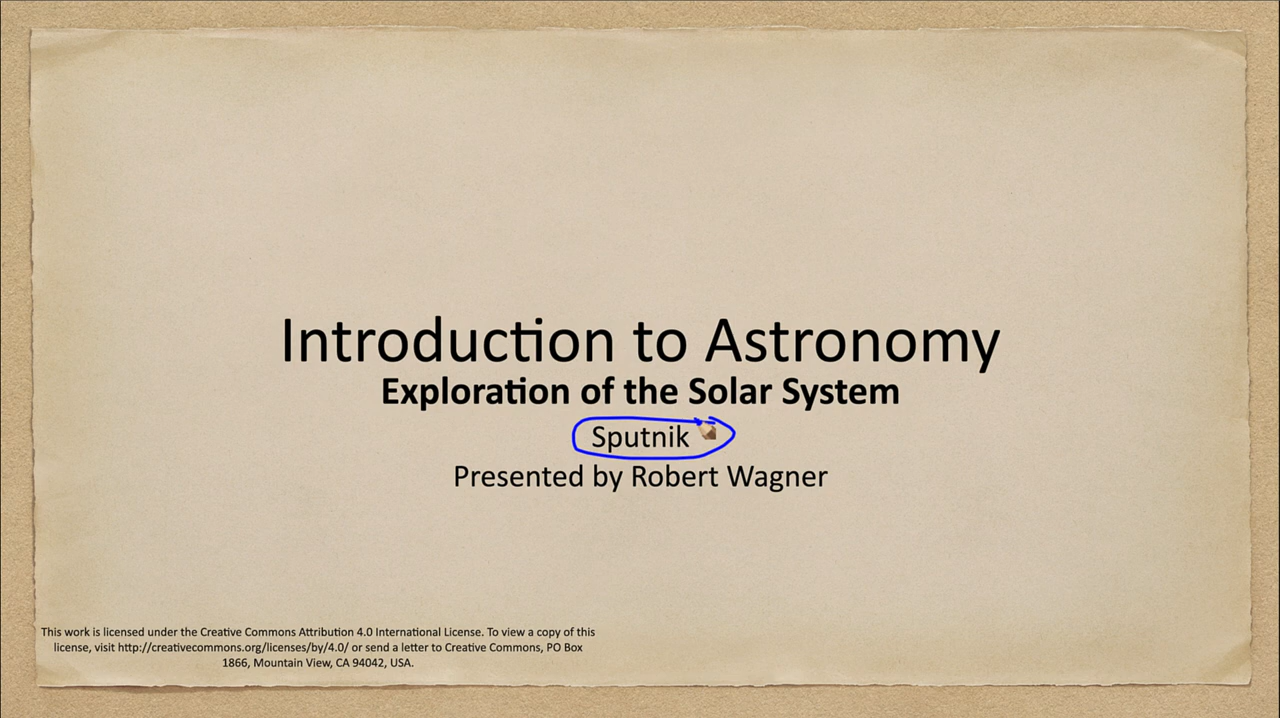 Introduction to Astronomy
Exploration of the Solar System
Sputnik
Presented by Robert Wagner
This work is licensed under the Creative Commons Attribution 4.0 International License. To view a copy of this
license, visit http://creativecommons.org/licenses/by/4.0/ or send a letter to Creative Commons, PO Box
1866, Mountain View, CA 94042, USA.